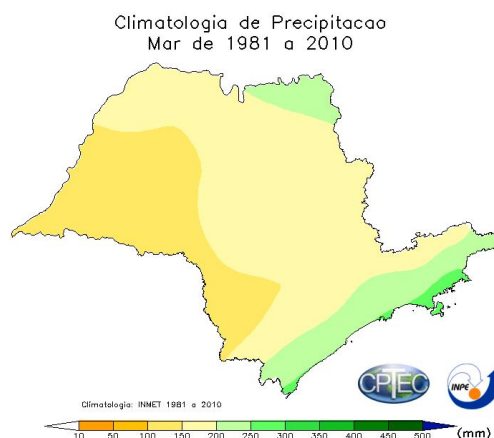 Climatologia de Precipitacao
Mar de 1981 a 2010
CPTEC
INPE
Climatologia: INMET 1981 a 2010
10 50 100 150 200 250 300 350 400 450 500 (mm)